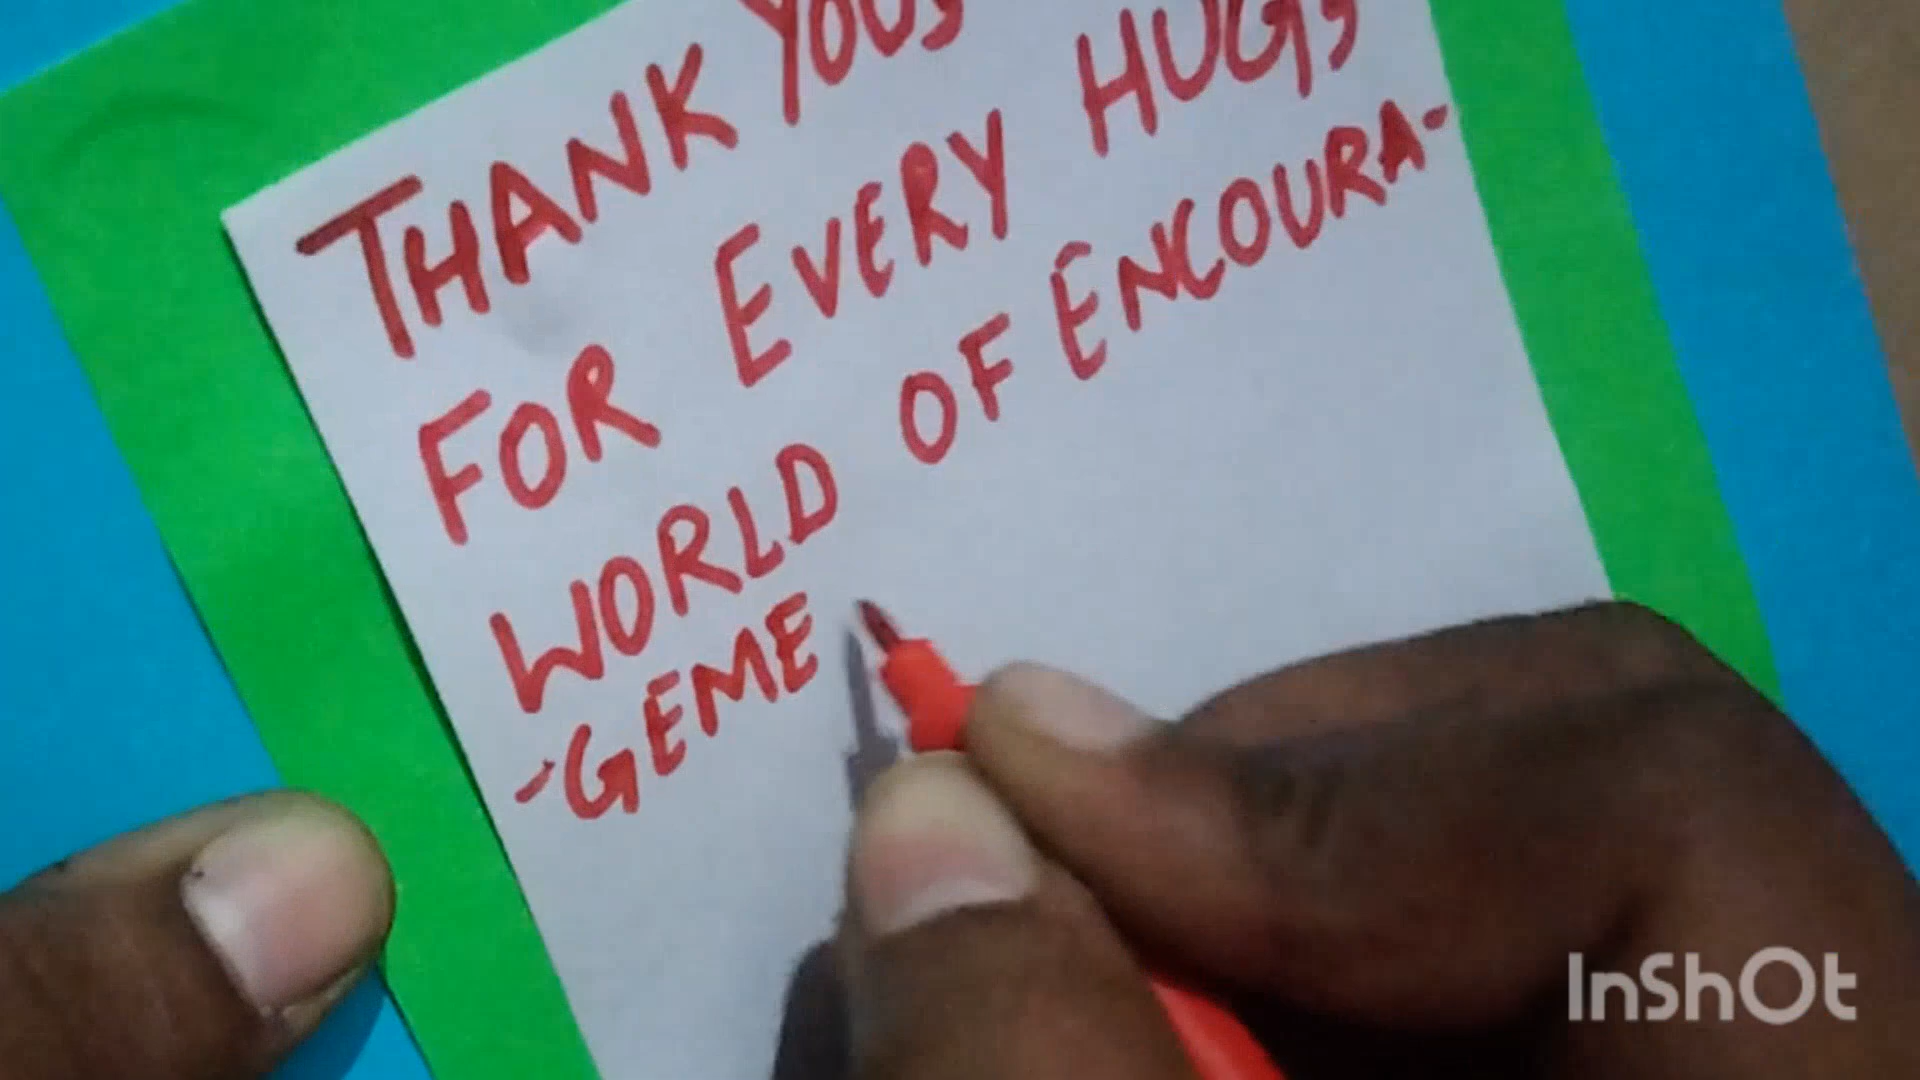 THANK YOU,
FOR EVERY HUG,
WORLD OF ENCOURA-
-GEME
InShOt